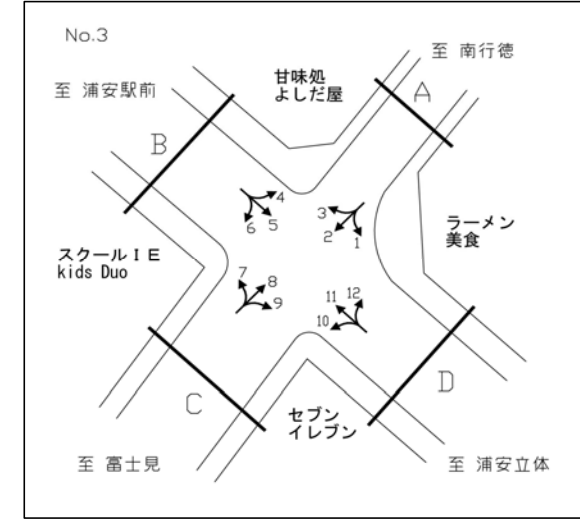 No.3
至 南行徳
甘味処
よしだ屋
至 浦安駅前
A
B
ラーメン
美食
スクールＩＥ
kids Duo
4
5
6
3
2
1
7
8
9
11
12
10
C
D
セブン
イレブン
至 富士見
至 浦安立体